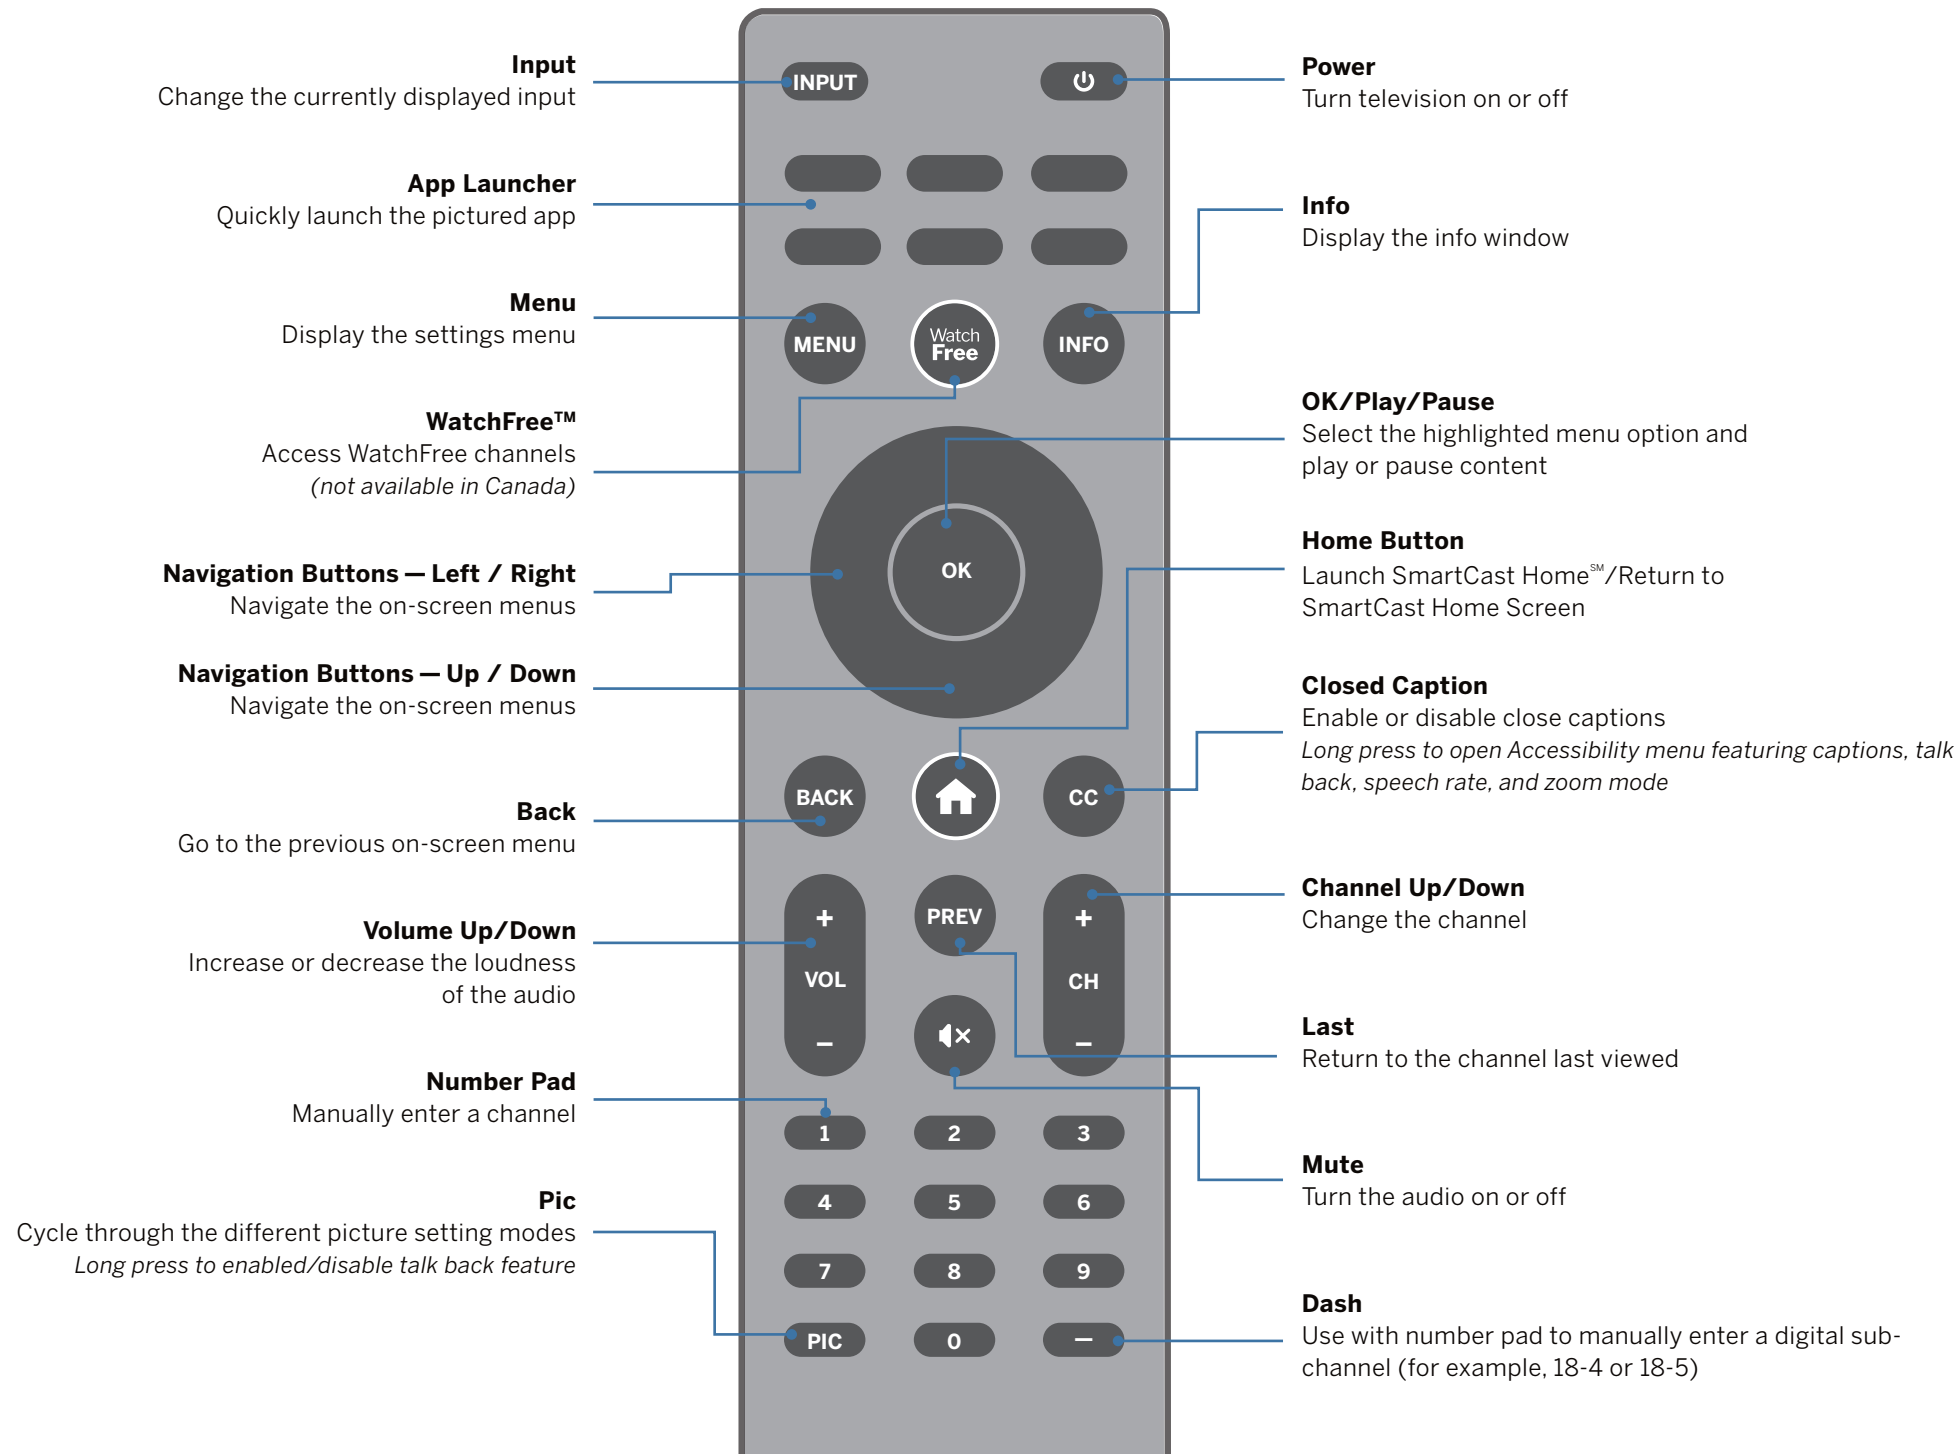 Input
Change the currently displayed input
App Launcher
Quickly launch the pictured app
Menu
Display the settings menu
WatchFree™
Access WatchFree channels
(not available in Canada)
Navigation Buttons — Left / Right
Navigate the on-screen menus
Navigation Buttons — Up / Down
Navigate the on-screen menus
Back
Go to the previous on-screen menu
Volume Up/Down
Increase or decrease the loudness
of the audio
Number Pad
Manually enter a channel
Pic
Cycle through the different picture setting modes
Long press to enabled/disable talk back feature
INPUT
MENU
Watch
Free
INFO
OK
BACK
CC
+
PREV
+
VOL
CH
–
–
1
2
3
4
5
6
7
8
9
PIC
0
–
Power
Turn television on or off
Info
Display the info window
OK/Play/Pause
Select the highlighted menu option and
play or pause content
Home Button
Launch SmartCast Home℠/Return to
SmartCast Home Screen
Closed Caption
Enable or disable close captions
Long press to open Accessibility menu featuring captions, talk
back, speech rate, and zoom mode
Channel Up/Down
Change the channel
Last
Return to the channel last viewed
Mute
Turn the audio on or off
Dash
Use with number pad to manually enter a digital sub-
channel (for example, 18-4 or 18-5)